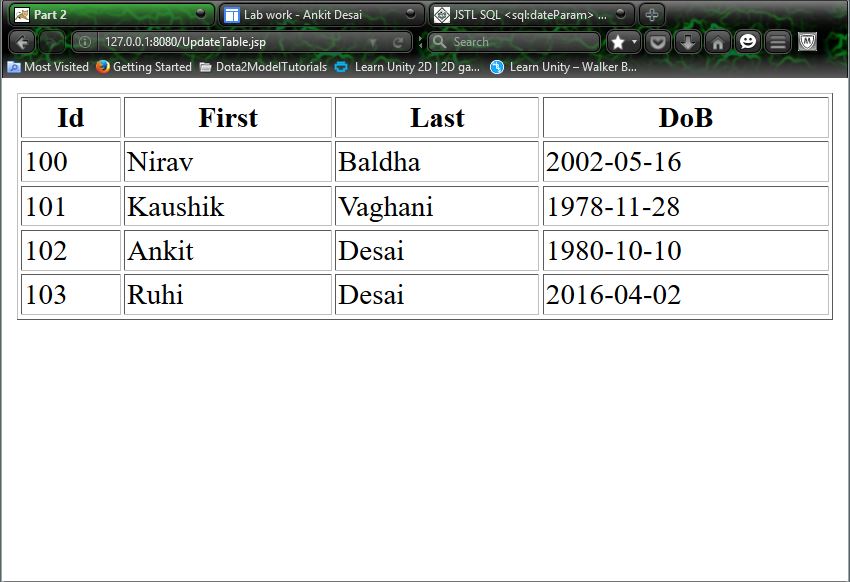 Part 2 Lab work - Ankit Desai JSTL SQL <sql:dateParam> ...
127.0.0.1:8080/UpdateTable.jsp Search
Most Visited Getting Started Dota2ModelTutorials Learn Unity 2D | 2D ga... Learn Unity – Walker B...
Id First Last DoB
100 Nirav Baldha 2002-05-16
101 Kaushik Vaghani 1978-11-28
102 Ankit Desai 1980-10-10
103 Ruhi Desai 2016-04-02